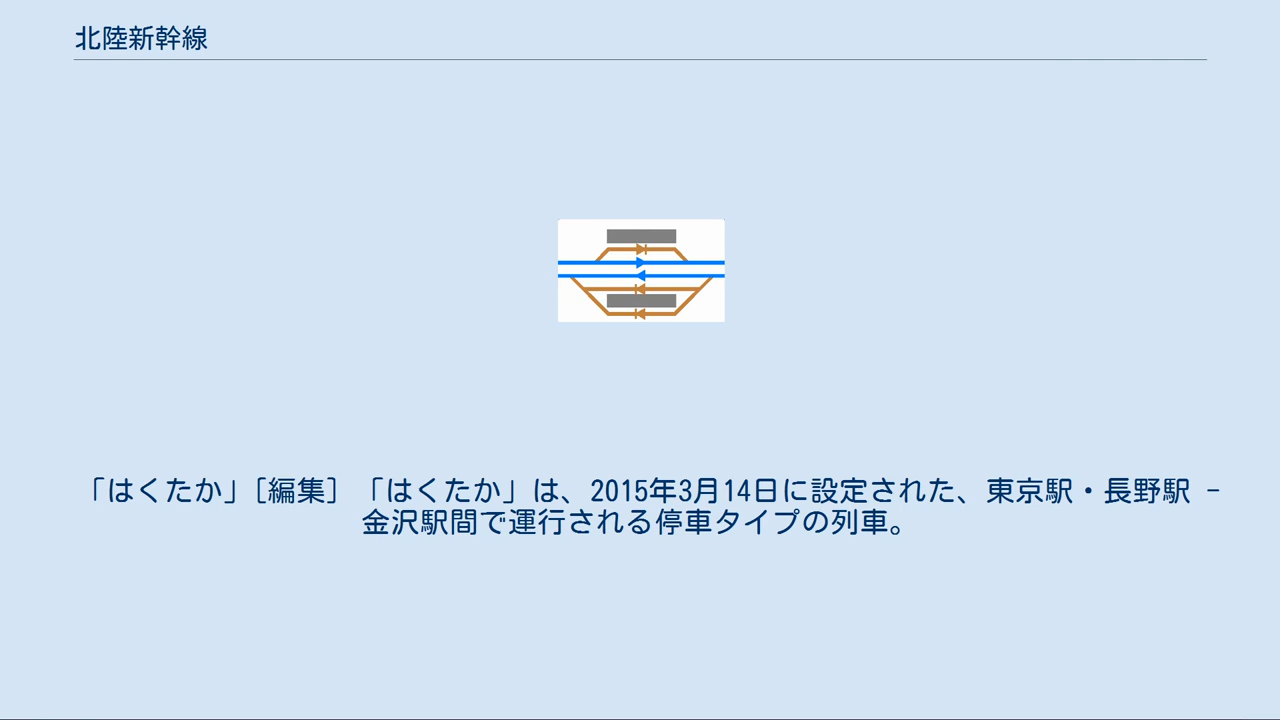 北陸新幹線
「はくたか」[編集] 「はくたか」は、2015年3月14日に設定された、東京駅・長野駅 -
金沢駅間で運行される停車タイプの列車。